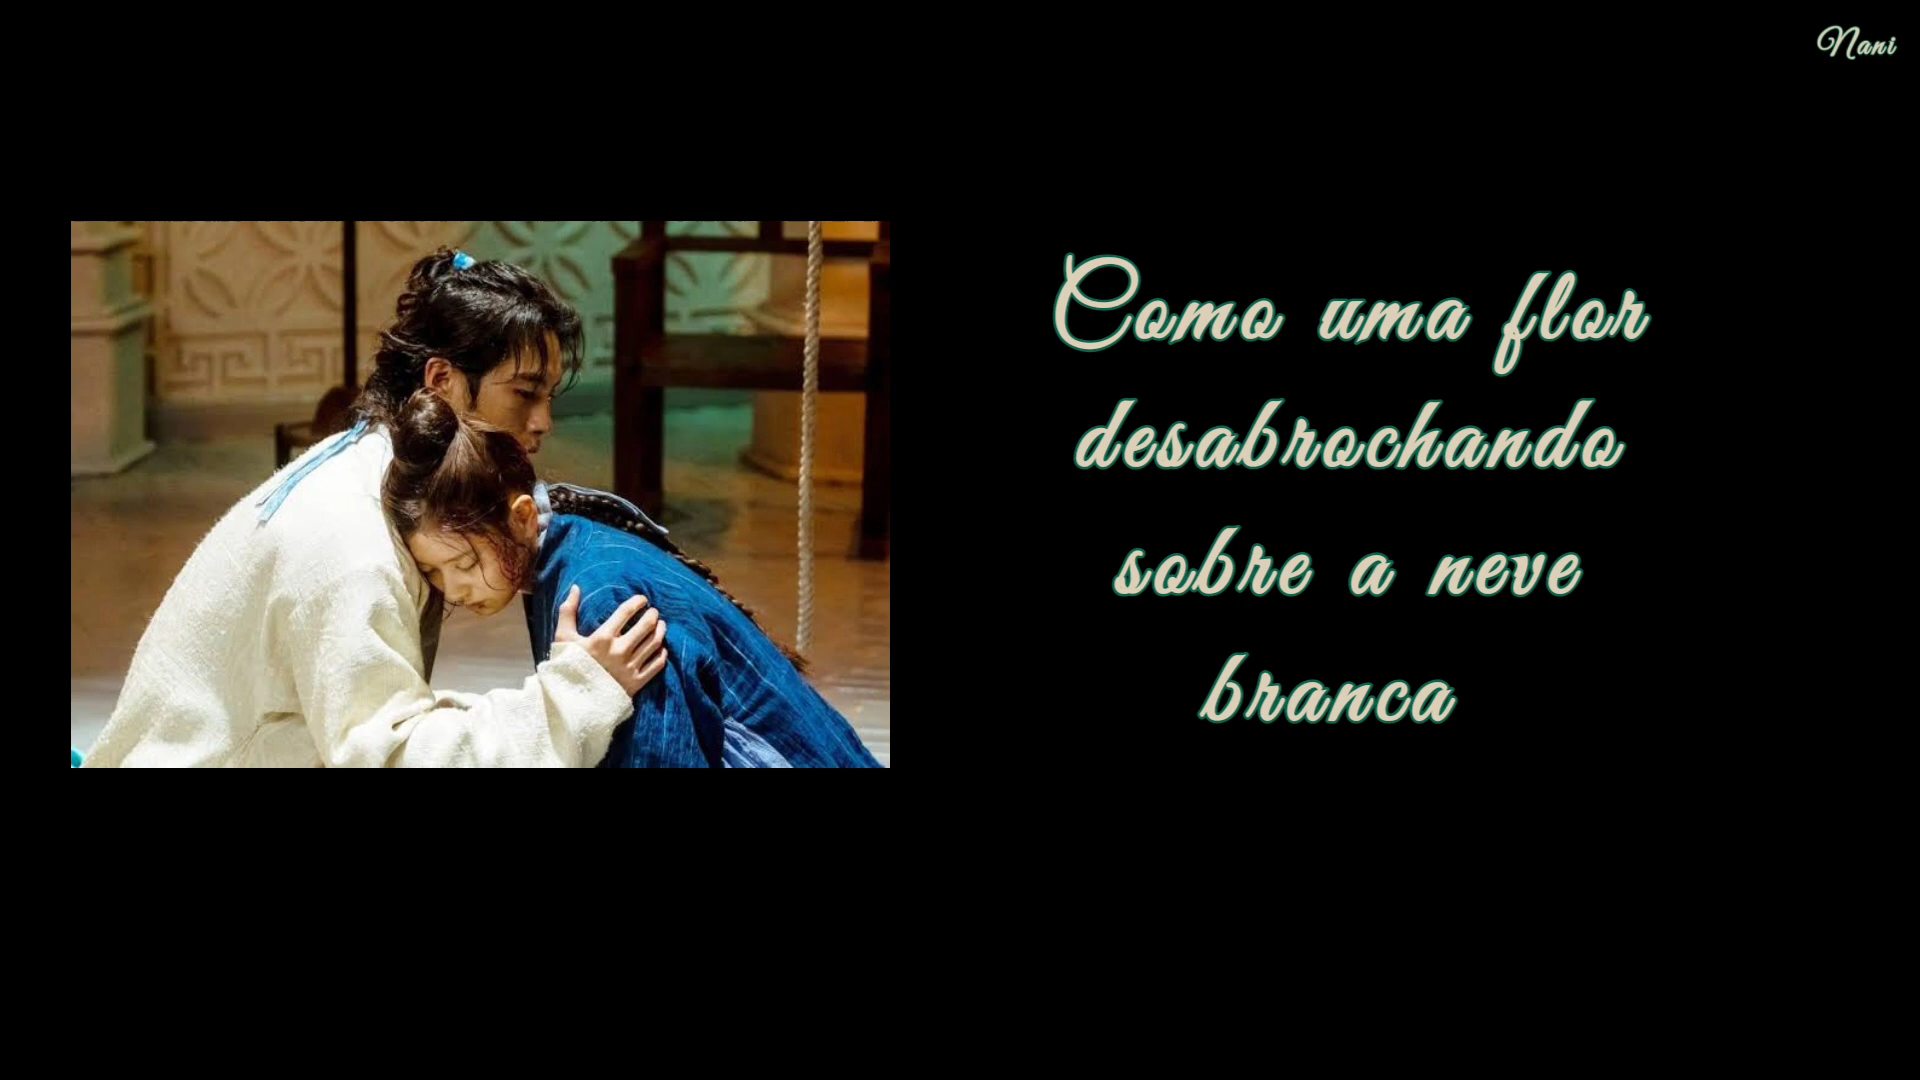 Nani
Como uma flor
desabrochando
sobre a neve
branca